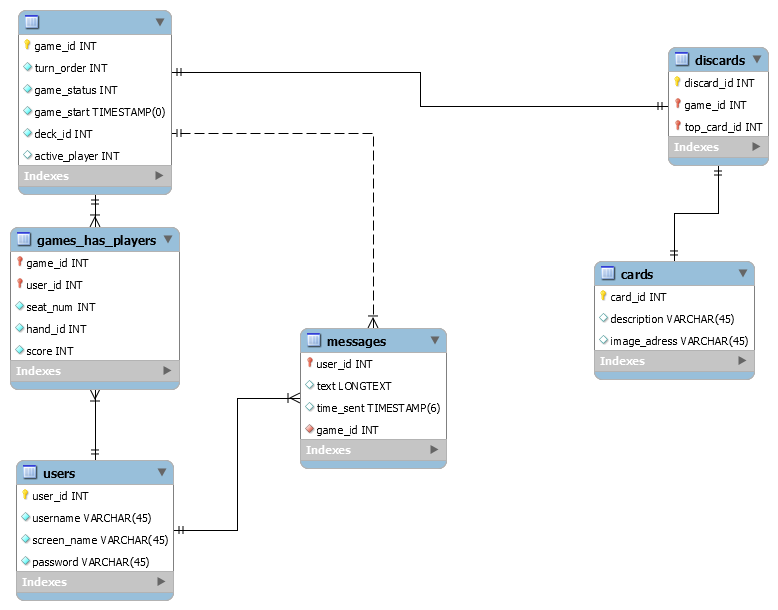 game_id INT
turn_order INT
game_status INT
game_start TIMESTAMP(0)
deck_id INT
active_player INT
Indexes
discards
discard_id INT
game_id INT
top_card_id INT
Indexes
games_has_players
game_id INT
user_id INT
seat_num INT
hand_id INT
score INT
Indexes
cards
card_id INT
description VARCHAR(45)
image_adress VARCHAR(45)
Indexes
messages
user_id INT
text LONGTEXT
time_sent TIMESTAMP(6)
game_id INT
Indexes
users
user_id INT
username VARCHAR(45)
screen_name VARCHAR(45)
password VARCHAR(45)
Indexes